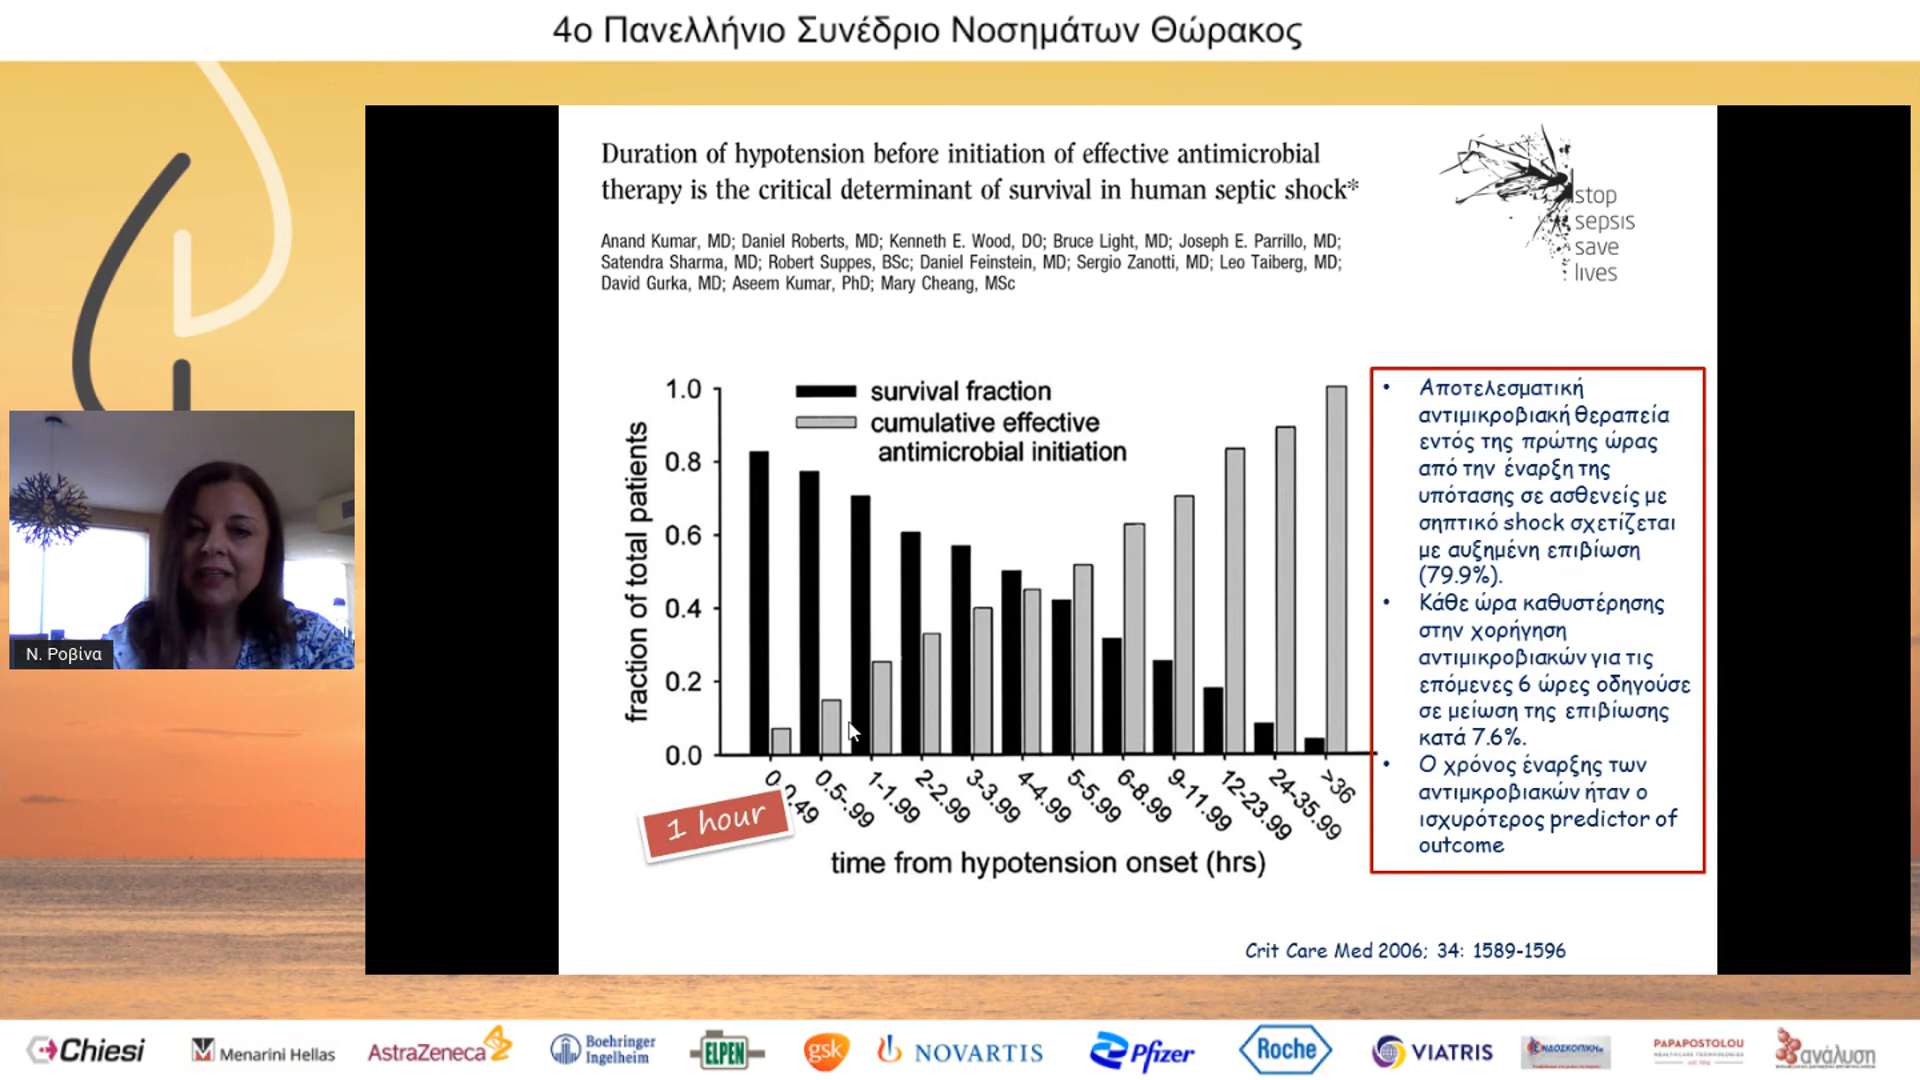 4ο Πανελλήνιο Συνέδριο Νοσημάτων Θώρακος
Duration of hypotension before initiation of effective antimicrobial
therapy is the critical determinant of survival in human septic shock*
Anand Kumar, MD; Daniel Roberts, MD; Kenneth E. Wood, DO; Bruce Light, MD; Joseph E. Parrillo, MD;
Satendra Sharma, MD; Robert Suppes, BSc; Daniel Feinstein, MD; Sergio Zanotti, MD; Leo Taiberg, MD;
David Gurka, MD; Aseem Kumar, PhD; Mary Cheang, MSc
stop
sepsis
save
lives
survival fraction
cumulative effective
antimicrobial initiation
fraction of total patients
1.0
0.8
0.6
0.4
0.2
0.0
0.5-.99
1-1.99
2-2.99
3-3.99
4-4.99
5-5.99
6-8.99
9-11.99
12-23.99
24-35.99
>36
1 hour
time from hypotension onset (hrs)
• Αποτελεσματική
αντιμικροβιακή θεραπεία
εντός της πρώτης ώρας
από την έναρξη της
υπότασης σε ασθενείς με
σηπτικό shock σχετίζεται
με αυξημένη επιβίωση
(79.9%).
• Κάθε ώρα καθυστέρησης
στην χορήγηση
αντιμικροβιακών για τις
επόμενες 6 ώρες οδηγούσε
σε μείωση της επιβίωσης
κατά 7.6%.
• Ο χρόνος έναρξης των
αντιμκροβιακών ήταν ο
ισχυρότερος predictor of
outcome
Crit Care Med 2006; 34: 1589-1596
Ν. Ροβίνα
Chiesi
Menarini Hellas
AstraZeneca
Boehringer
Ingelheim
ELPEN
gsk
NOVARTIS
Pfizer
Roche
VIATRIS
ΕΝΔΟΣΚΟΠΙΚΗ
PAPAPOSTOLOU
ανάλυση